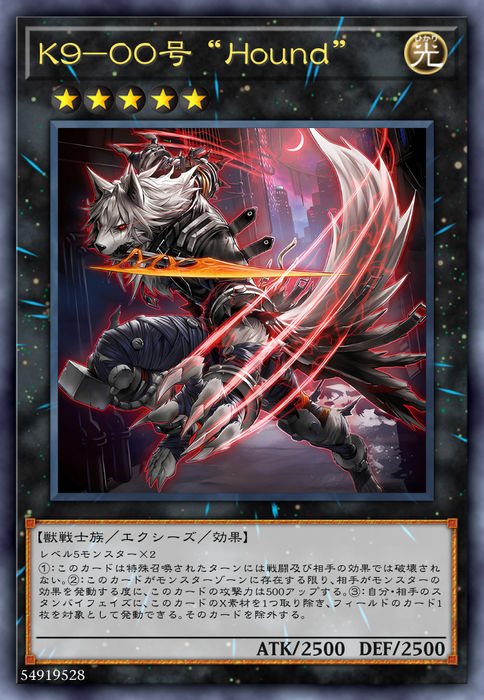 K9－００号 “Hound”
ひかり
光
【獣戦士族／エクシーズ／効果】
レベル５モンスター×２
①：このカードは特殊召喚されたターンには戦闘及び相手の効果では破壊され
ない。②：このカードがモンスターゾーンに存在する限り、相手がモンスターの
効果を発動する度に、このカードの攻撃力は500アップする。③：自分・相手のス
タンバイフェイズに、このカードのX素材を1つ取り除き、フィールドのカード1
枚を対象として発動できる。そのカードを除外する。
ATK/2500 DEF/2500
54919528